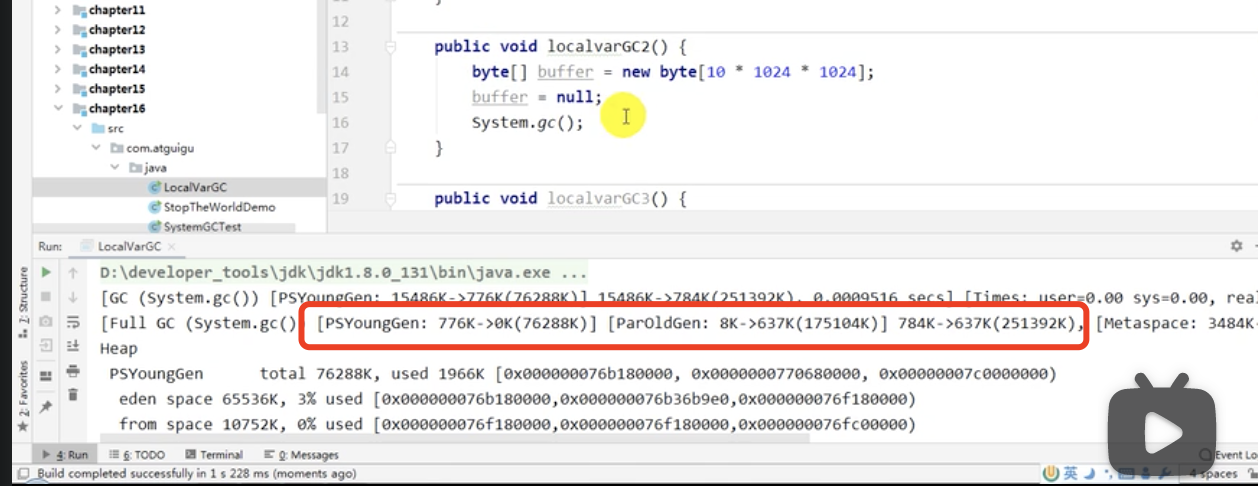 chapter11
chapter12
chapter13
chapter14
chapter15
chapter16
src
com.atguigu
java
LocalVarGC
StopTheWorldDemo
SystemGCTest
12
13 public void localvarGC2() {
14 byte[] buffer = new byte[10 * 1024 * 1024];
15 buffer = null;
16 System.gc();
17 }
18
19 public void localvarGC3() {
Run: LocalVarGC
D:\developer_tools\jdk\jdk1.8.0_131\bin\java.exe ...
[GC (System.gc()) [PSYoungGen: 15486K->776K(76288K)] 15486K->784K(251392K), 0.0009516 secs] [Times: user=0.00 sys=0.00, rea
[Full GC (System.gc() [PSYoungGen: 776K->0K(76288K)] [ParOldGen: 8K->637K(175104K)] 784K->637K(251392K), [Metaspace: 3484K-
Heap
PSYoungGen total 76288K, used 1966K [0x000000076b180000, 0x0000000770680000, 0x00000007c0000000)
eden space 65536K, 3% used [0x000000076b180000,0x000000076b36b9e0,0x000000076f180000)
from space 10752K, 0% used [0x000000076f180000,0x000000076f180000,0x000000076fc00000)
7: Structure
2: Favorites
4: Run 6: TODO Terminal 0: Messages Event Lo
Build completed successfully in 1 s 228 ms (moments ago) 英 4 spaces